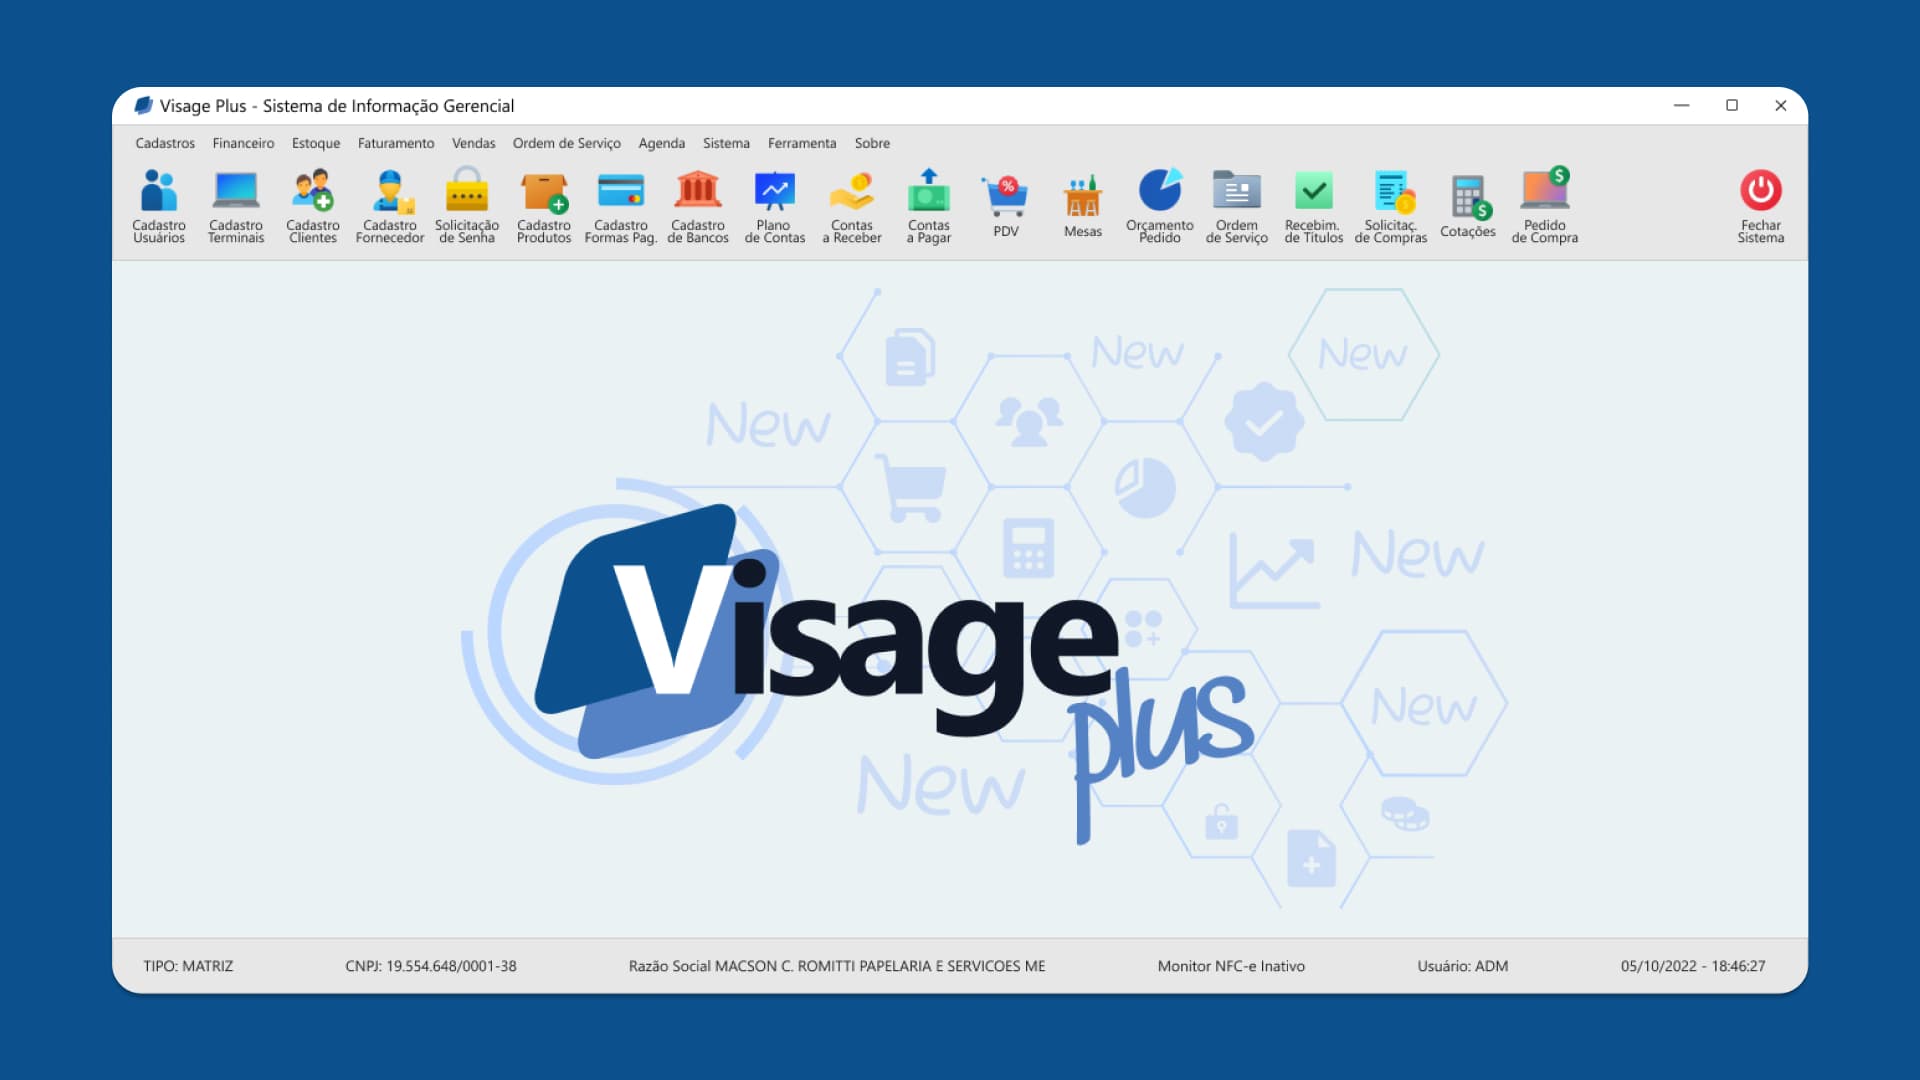 Visage Plus - Sistema de Informação Gerencial
Cadastros Financeiro Estoque Faturamento Vendas Ordem de Serviço Agenda Sistema Ferramenta Sobre
Cadastro Usuários
Cadastro Terminais
Cadastro Clientes
Cadastro Fornecedor
Solicitação de Senha
Cadastro Produtos
Cadastro Formas Pag.
Cadastro de Bancos
Plano de Contas
Contas a Receber
Contas a Pagar
PDV
Mesas
Orçamento Pedido
Ordem de Serviço
Recebim. de Titulos
Solicitaç. de Compras
Cotações
Pedido de Compra
Fechar Sistema
New
New
New
New
Visage
plus
New
New
TIPO: MATRIZ CNPJ: 19.554.648/0001-38 Razão Social MACSON C. ROMITTI PAPELARIA E SERVICOES ME Monitor NFC-e Inativo Usuário: ADM 05/10/2022 - 18:46:27